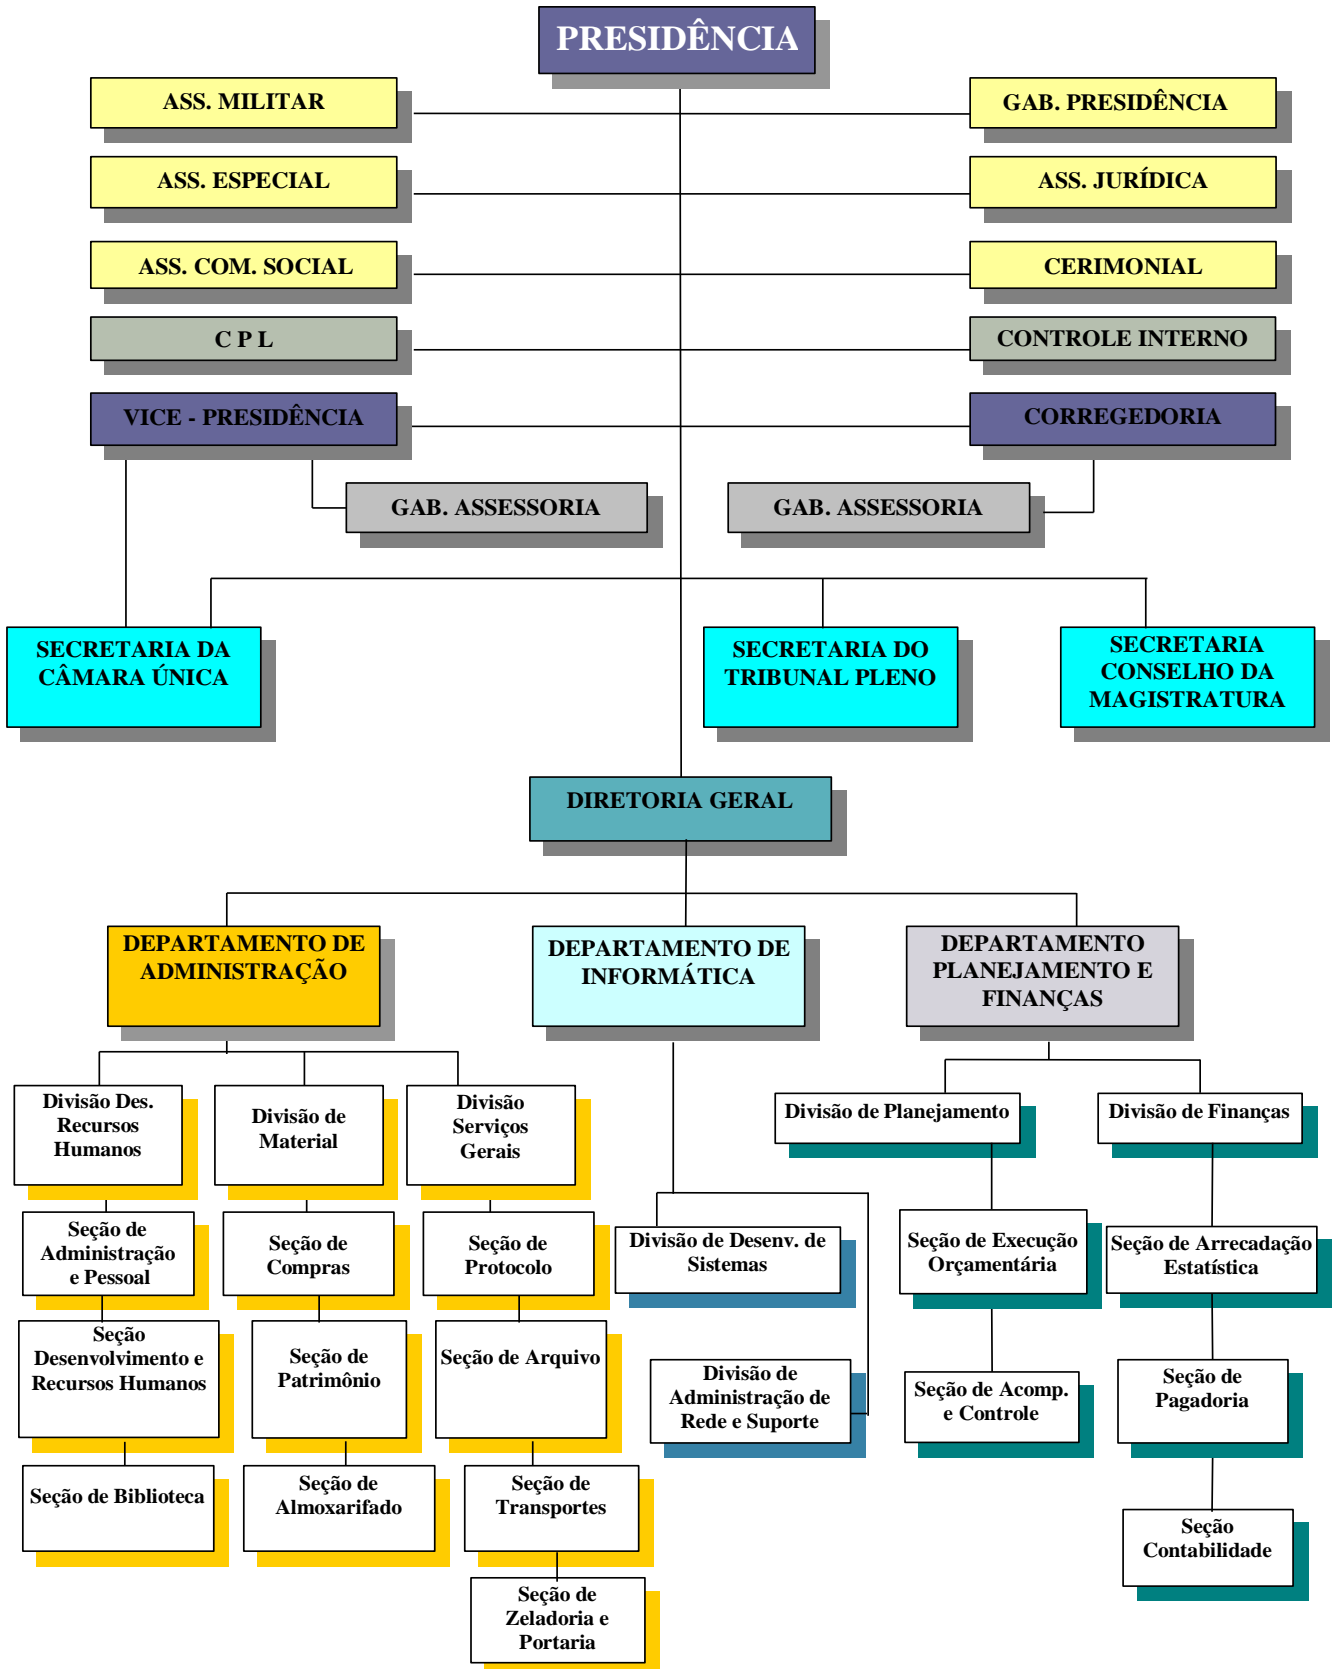 PRESIDÊNCIA
ASS. MILITAR
GAB. PRESIDÊNCIA
ASS. ESPECIAL
ASS. JURÍDICA
ASS. COM. SOCIAL
CERIMONIAL
C P L
CONTROLE INTERNO
VICE - PRESIDÊNCIA
CORREGEDORIA
GAB. ASSESSORIA
GAB. ASSESSORIA
SECRETARIA DA
CÂMARA ÚNICA
SECRETARIA DO
TRIBUNAL PLENO
SECRETARIA
CONSELHO DA
MAGISTRATURA
DIRETORIA GERAL
DEPARTAMENTO DE
ADMINISTRAÇÃO
DEPARTAMENTO DE
INFORMÁTICA
DEPARTAMENTO
PLANEJAMENTO E
FINANÇAS
Divisão Des.
Recursos
Humanos
Divisão de
Material
Divisão
Serviços
Gerais
Divisão de Planejamento
Divisão de Finanças
Seção de
Administração
e Pessoal
Seção de
Compras
Seção de
Protocolo
Divisão de Desenv. de
Sistemas
Seção de Execução
Orçamentária
Seção de Arrecadação
Estatística
Seção
Desenvolvimento e
Recursos Humanos
Seção de
Patrimônio
Seção de Arquivo
Divisão de
Administração de
Rede e Suporte
Seção de Acomp.
e Controle
Seção de
Pagadoria
Seção de Biblioteca
Seção de
Almoxarifado
Seção de
Transportes
Seção
Contabilidade
Seção de
Zeladoria e
Portaria